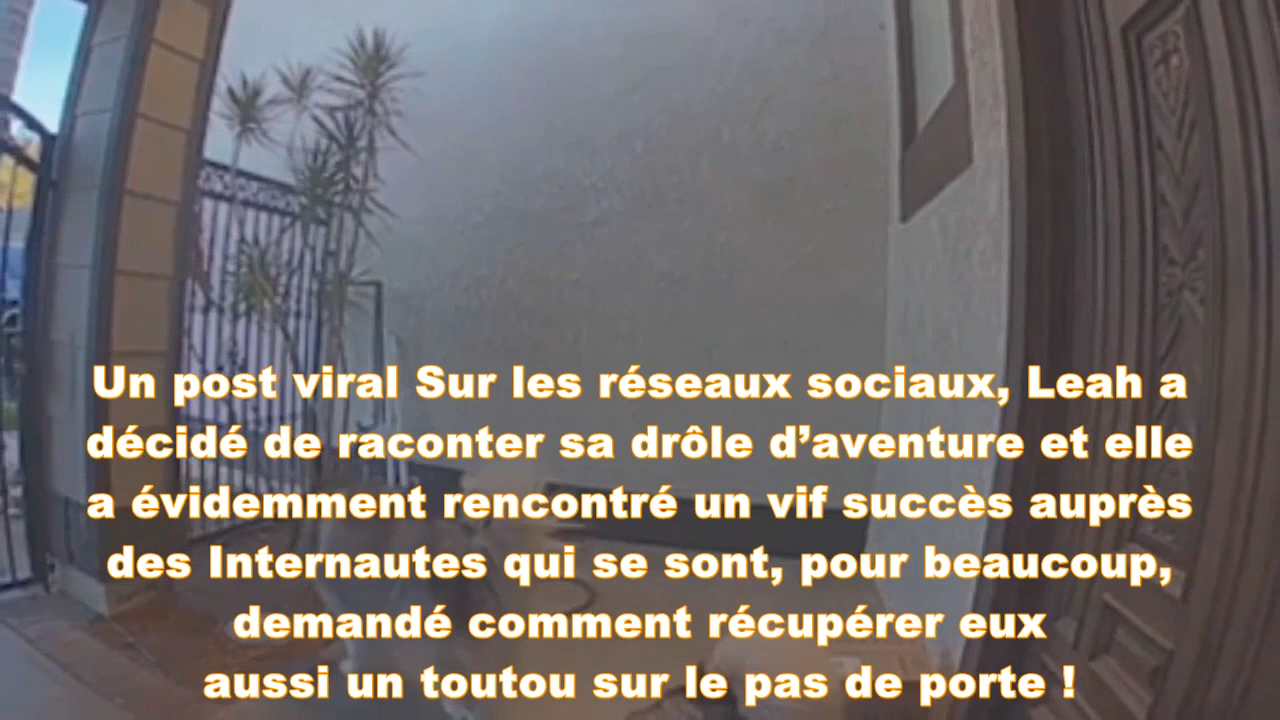 Un post viral Sur les réseaux sociaux, Leah a
décidé de raconter sa drôle d’aventure et elle
a évidemment rencontré un vif succès auprès
des Internautes qui se sont, pour beaucoup,
demandé comment récupérer eux
aussi un toutou sur le pas de porte !